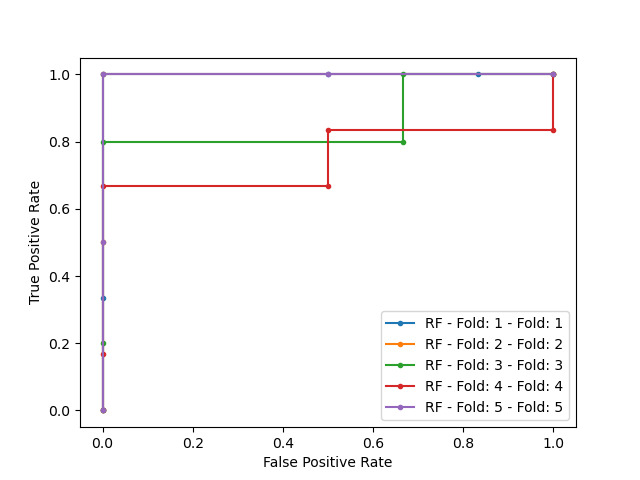 1.0
0.8
0.6
0.4
0.2
0.0
True Positive Rate
0.0 0.2 0.4 0.6 0.8 1.0
False Positive Rate
RF - Fold: 1 - Fold: 1
RF - Fold: 2 - Fold: 2
RF - Fold: 3 - Fold: 3
RF - Fold: 4 - Fold: 4
RF - Fold: 5 - Fold: 5